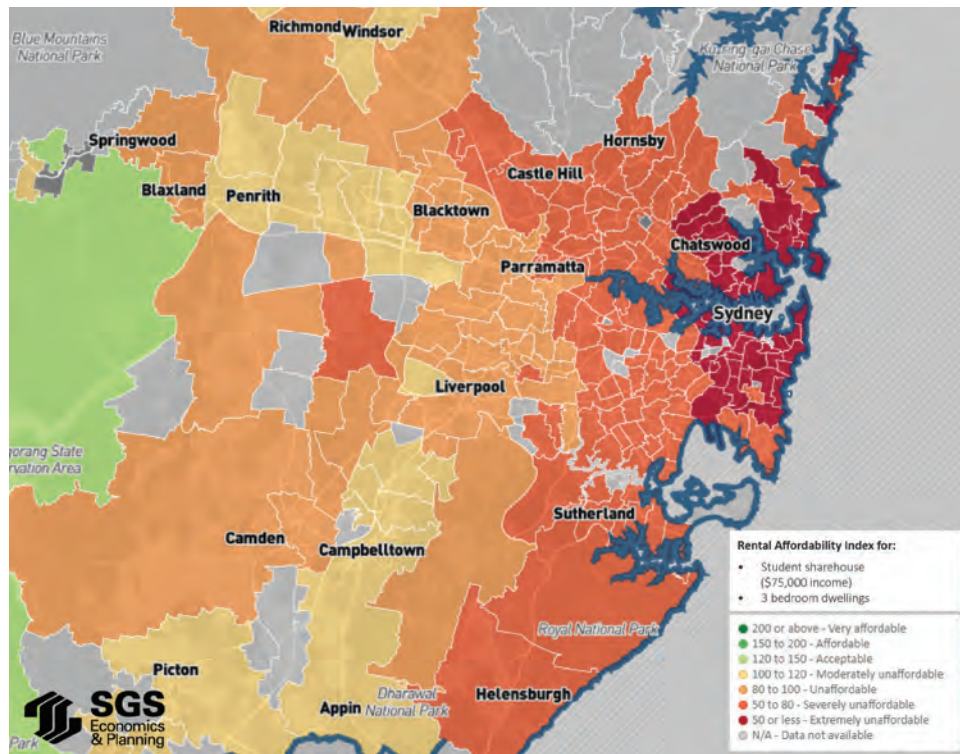 Richmond Windsor
Blue Mountains
National Park
Ku-ring-gai Chase
National Park
Springwood
Hornsby
Castle Hill
Blaxland
Penrith
Blacktown
Chatswood
Parramatta
Sydney
Liverpool
gorang State
rvation Area
Sutherland
Camden
Campbelltown
Royal National Park
Picton
Dharawal
National Park
Appin
Helensburgh
Park
SGS
Economics
& Planning
Rental Affordability Index for:
• Student sharehouse
($75,000 income)
• 3 bedroom dwellings
200 or above - Very affordable
150 to 200 - Affordable
120 to 150 - Acceptable
100 to 120 - Moderately unaffordable
80 to 100 - Unaffordable
50 to 80 - Severely unaffordable
50 or less - Extremely unaffordable
N/A - Data not available